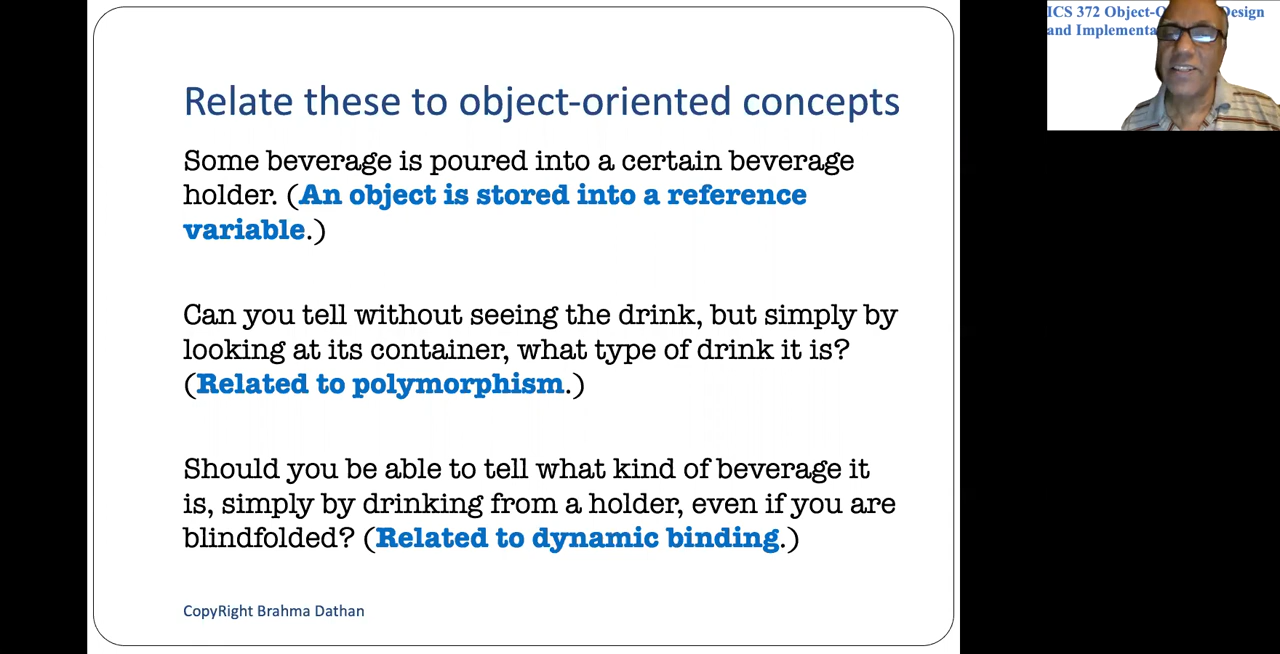 Relate these to object-oriented concepts
Some beverage is poured into a certain beverage
holder. (An object is stored into a reference
variable.)
Can you tell without seeing the drink, but simply by
looking at its container, what type of drink it is?
(Related to polymorphism.)
Should you be able to tell what kind of beverage it
is, simply by drinking from a holder, even if you are
blindfolded? (Related to dynamic binding.)
CopyRight Brahma Dathan
ICS 372 Design
and